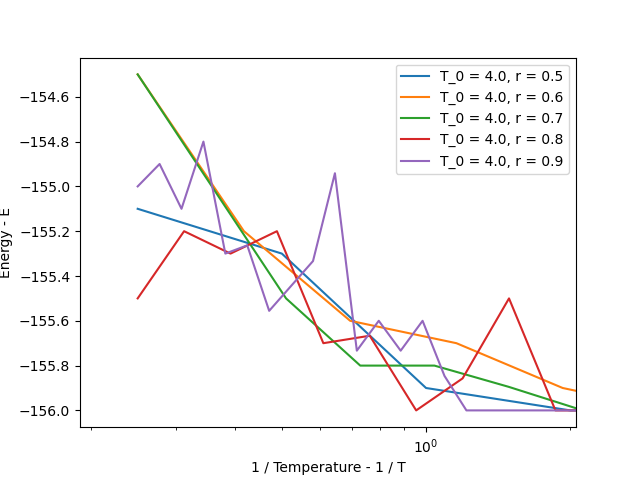 T_0 = 4.0, r = 0.5
T_0 = 4.0, r = 0.6
T_0 = 4.0, r = 0.7
T_0 = 4.0, r = 0.8
T_0 = 4.0, r = 0.9
−154.6
−154.8
−155.0
−155.2
−155.4
−155.6
−155.8
−156.0
Energy - E
10⁰
1 / Temperature - 1 / T